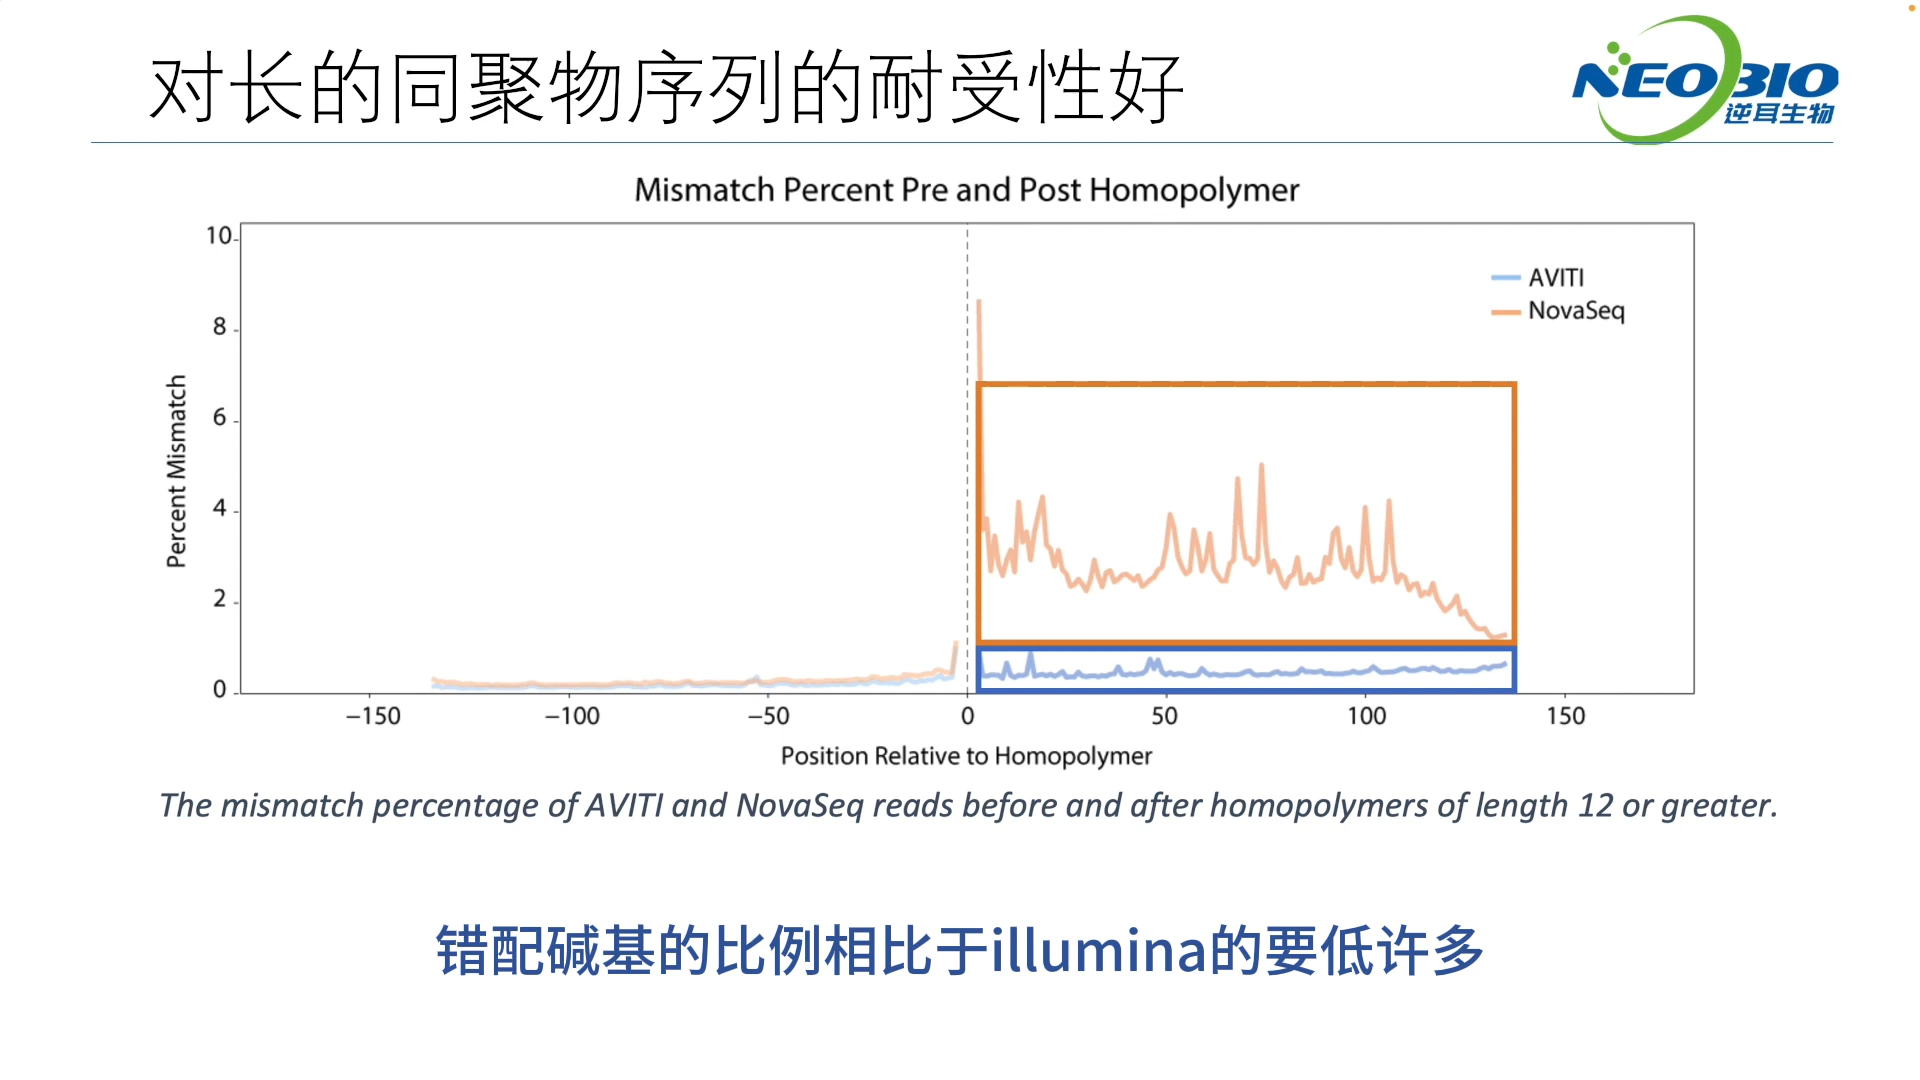 对长的同聚物序列的耐受性好
NEOBIO
逆耳生物
Mismatch Percent Pre and Post Homopolymer
10
8
6
4
2
0
Percent Mismatch
AVITI
NovaSeq
−150
−100
−50
0
50
100
150
Position Relative to Homopolymer
The mismatch percentage of AVITI and NovaSeq reads before and after homopolymers of length 12 or greater.
错配碱基的比例相比于illumina的要低许多